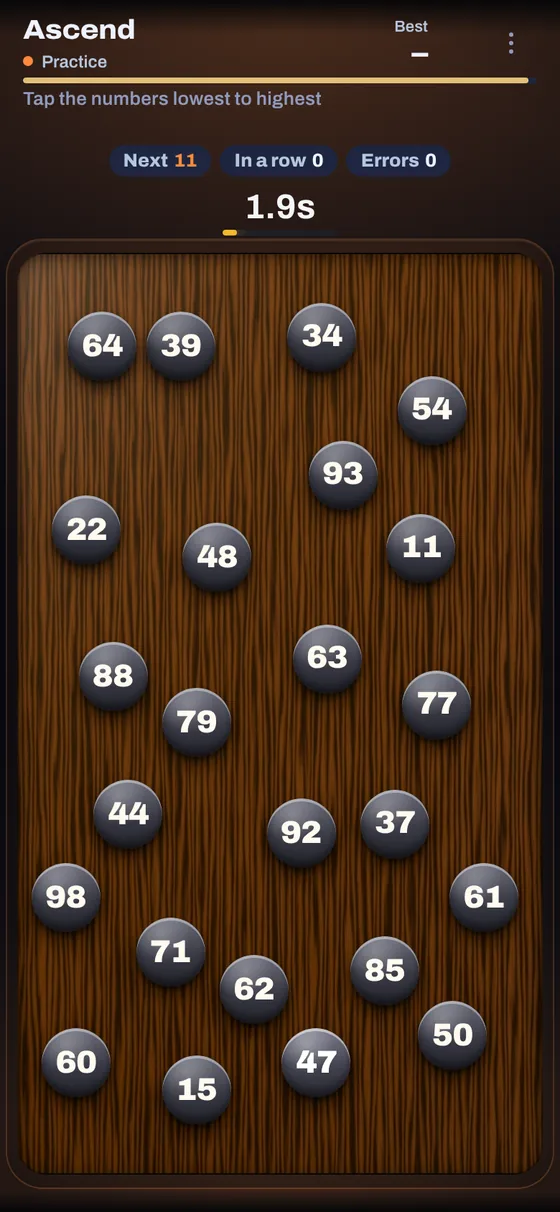 Ascend
Best
Practice
–
Tap the numbers lowest to highest
Next 11 In a row 0 Errors 0
1.9s
64 39 34
54
93
22 48 11
88 63
79 77
44 92 37
98 61
71 62 85
50
60 15 47